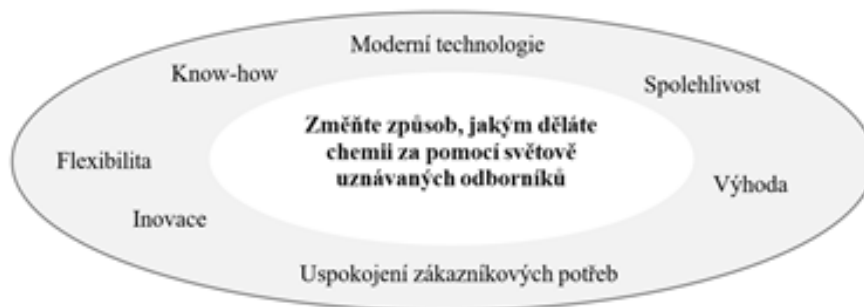 Moderní technologie
Know-how
Spolehlivost
Změňte způsob, jakým děláte
chemii za pomocí světově
uznávaných odborníků
Flexibilita
Výhoda
Inovace
Uspokojení zákazníkových potřeb